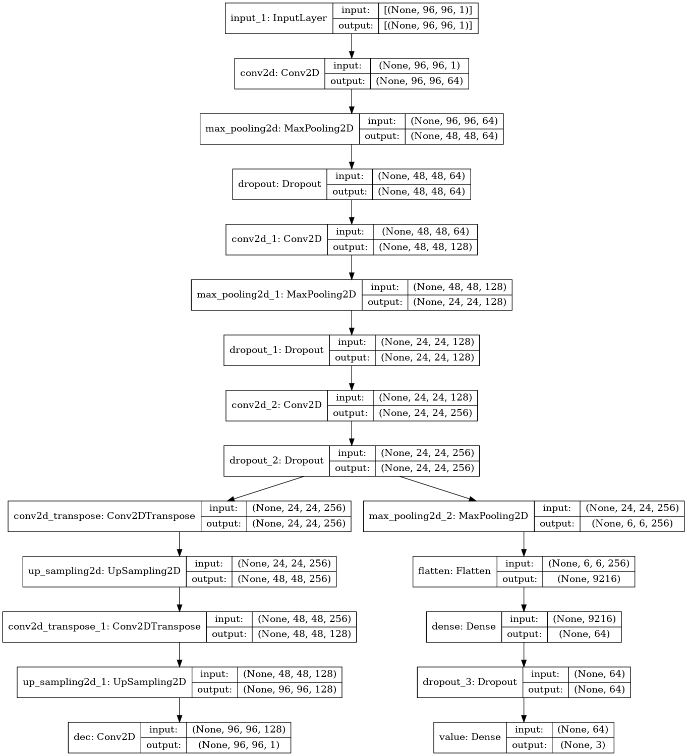 input_1: InputLayer
input:
[(None, 96, 96, 1)]
output:
[(None, 96, 96, 1)]
conv2d: Conv2D
input:
(None, 96, 96, 1)
output:
(None, 96, 96, 64)
max_pooling2d: MaxPooling2D
input:
(None, 96, 96, 64)
output:
(None, 48, 48, 64)
dropout: Dropout
input:
(None, 48, 48, 64)
output:
(None, 48, 48, 64)
conv2d_1: Conv2D
input:
(None, 48, 48, 64)
output:
(None, 48, 48, 128)
max_pooling2d_1: MaxPooling2D
input:
(None, 48, 48, 128)
output:
(None, 24, 24, 128)
dropout_1: Dropout
input:
(None, 24, 24, 128)
output:
(None, 24, 24, 128)
conv2d_2: Conv2D
input:
(None, 24, 24, 128)
output:
(None, 24, 24, 256)
dropout_2: Dropout
input:
(None, 24, 24, 256)
output:
(None, 24, 24, 256)
conv2d_transpose: Conv2DTranspose
input:
(None, 24, 24, 256)
output:
(None, 24, 24, 256)
max_pooling2d_2: MaxPooling2D
input:
(None, 24, 24, 256)
output:
(None, 6, 6, 256)
up_sampling2d: UpSampling2D
input:
(None, 24, 24, 256)
output:
(None, 48, 48, 256)
flatten: Flatten
input:
(None, 6, 6, 256)
output:
(None, 9216)
conv2d_transpose_1: Conv2DTranspose
input:
(None, 48, 48, 256)
output:
(None, 48, 48, 128)
dense: Dense
input:
(None, 9216)
output:
(None, 64)
up_sampling2d_1: UpSampling2D
input:
(None, 48, 48, 128)
output:
(None, 96, 96, 128)
dropout_3: Dropout
input:
(None, 64)
output:
(None, 64)
dec: Conv2D
input:
(None, 96, 96, 128)
output:
(None, 96, 96, 1)
value: Dense
input:
(None, 64)
output:
(None, 3)